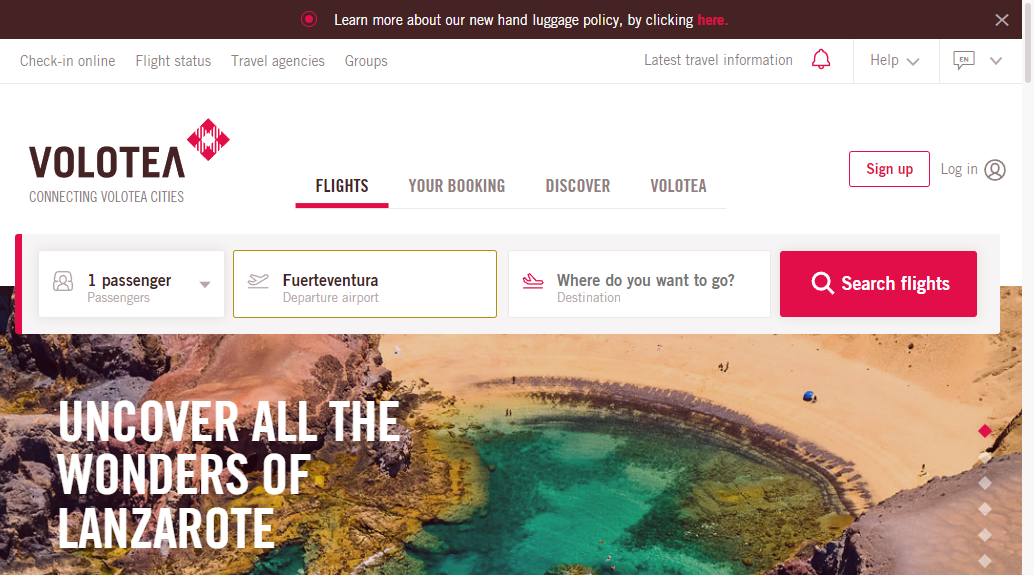 Learn more about our new hand luggage policy, by clicking here.
Check-in online Flight status Travel agencies Groups Latest travel information Help EN
VOLOTEA
CONNECTING VOLOTEA CITIES
FLIGHTS YOUR BOOKING DISCOVER VOLOTEA
Sign up Log in
1 passenger
Passengers
Fuerteventura
Departure airport
Where do you want to go?
Destination
Search flights
UNCOVER ALL THE
WONDERS OF
LANZAROTE